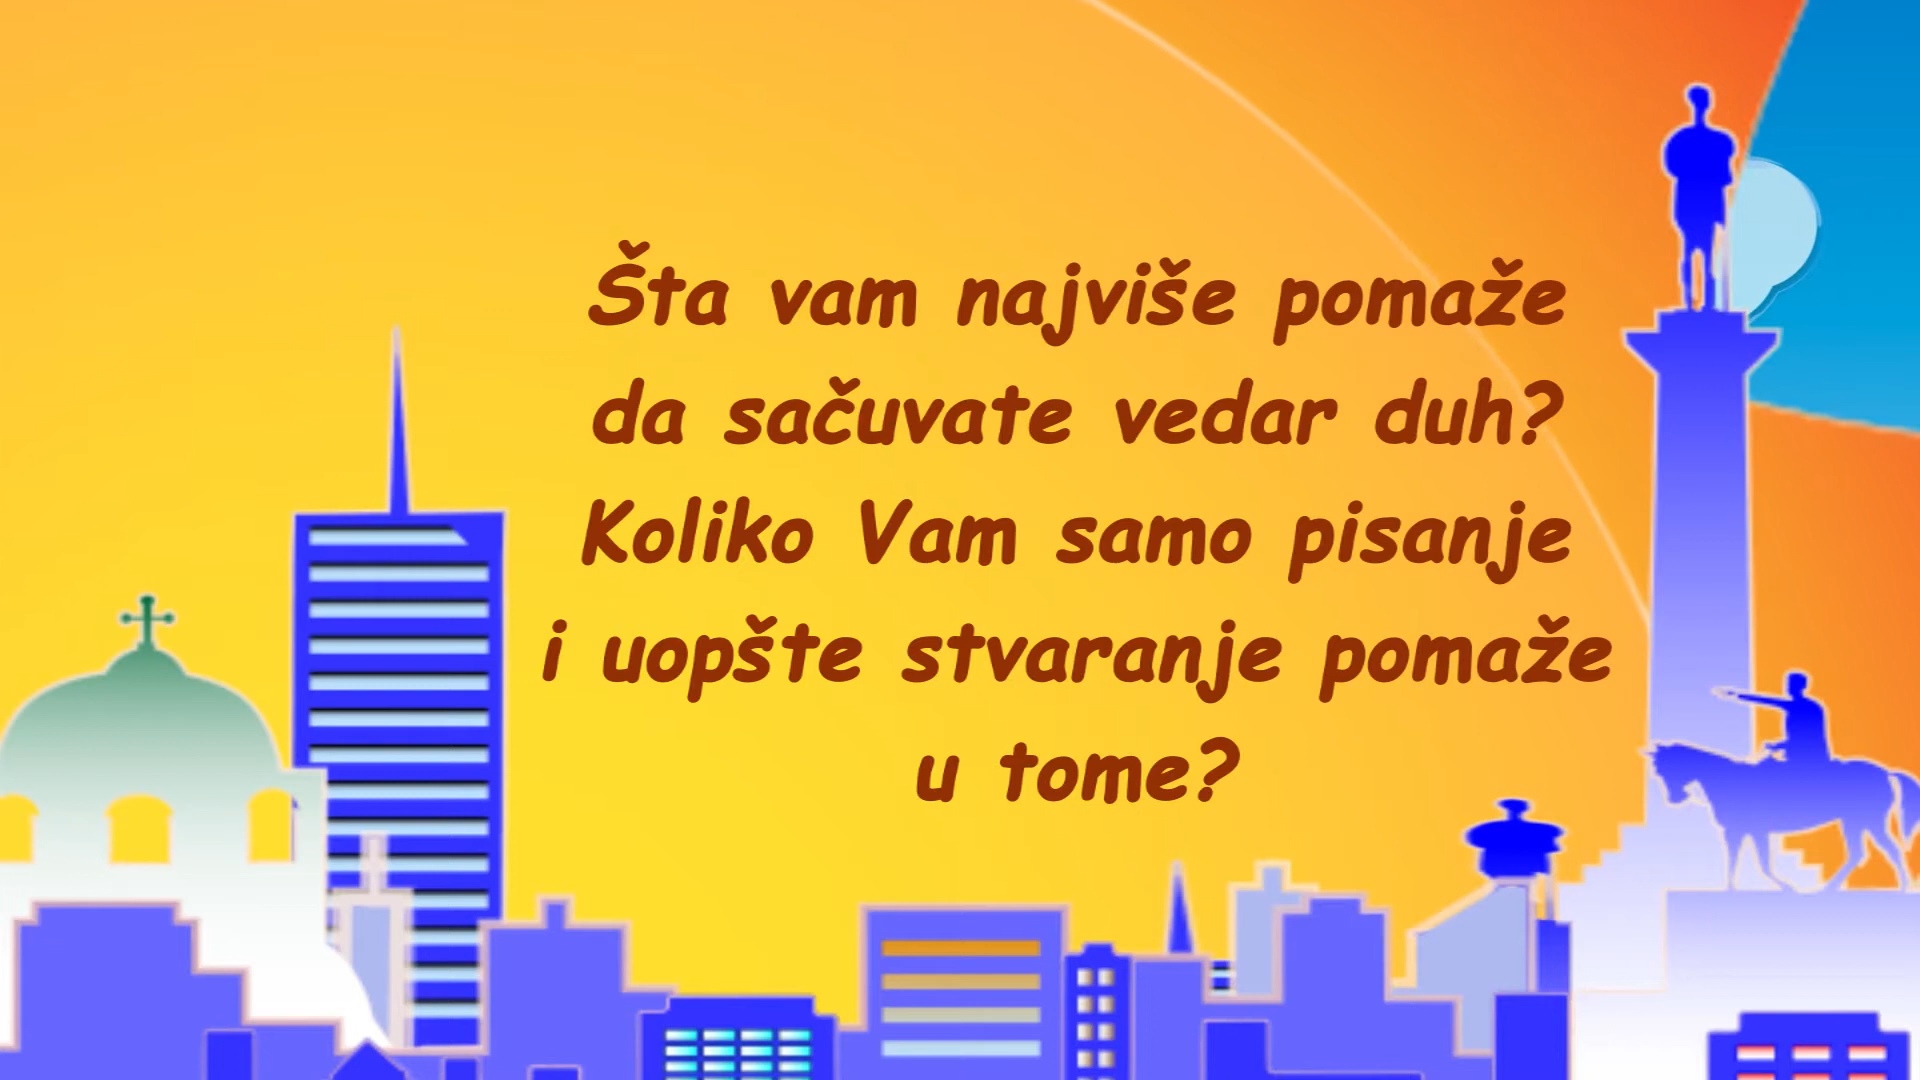 Šta vam najviše pomaže
da sačuvate vedar duh?
Koliko Vam samo pisanje
i uopšte stvaranje pomaže
u tome?